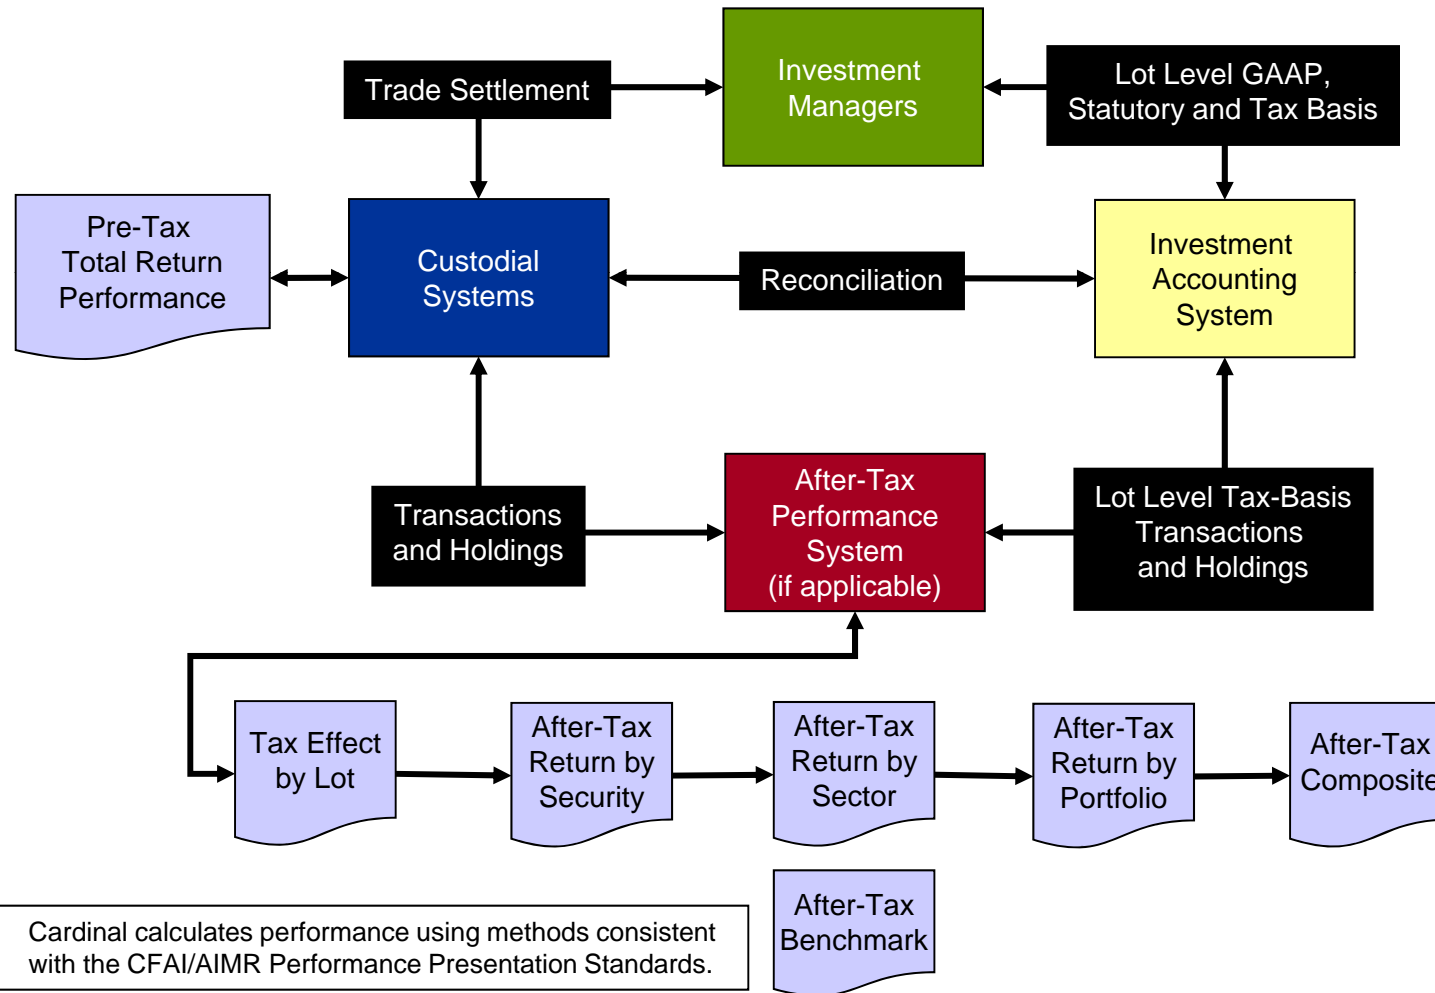 Investment
Managers
Trade Settlement
Lot Level GAAP,
Statutory and Tax Basis
Pre-Tax
Total Return
Performance
Custodial
Systems
Reconciliation
Investment
Accounting
System
Transactions
and Holdings
After-Tax
Performance
System
(if applicable)
Lot Level Tax-Basis
Transactions
and Holdings
Tax Effect
by Lot
After-Tax
Return by
Security
After-Tax
Return by
Sector
After-Tax
Return by
Portfolio
After-Tax
Composite
After-Tax
Benchmark
Cardinal calculates performance using methods consistent
with the CFAI/AIMR Performance Presentation Standards.